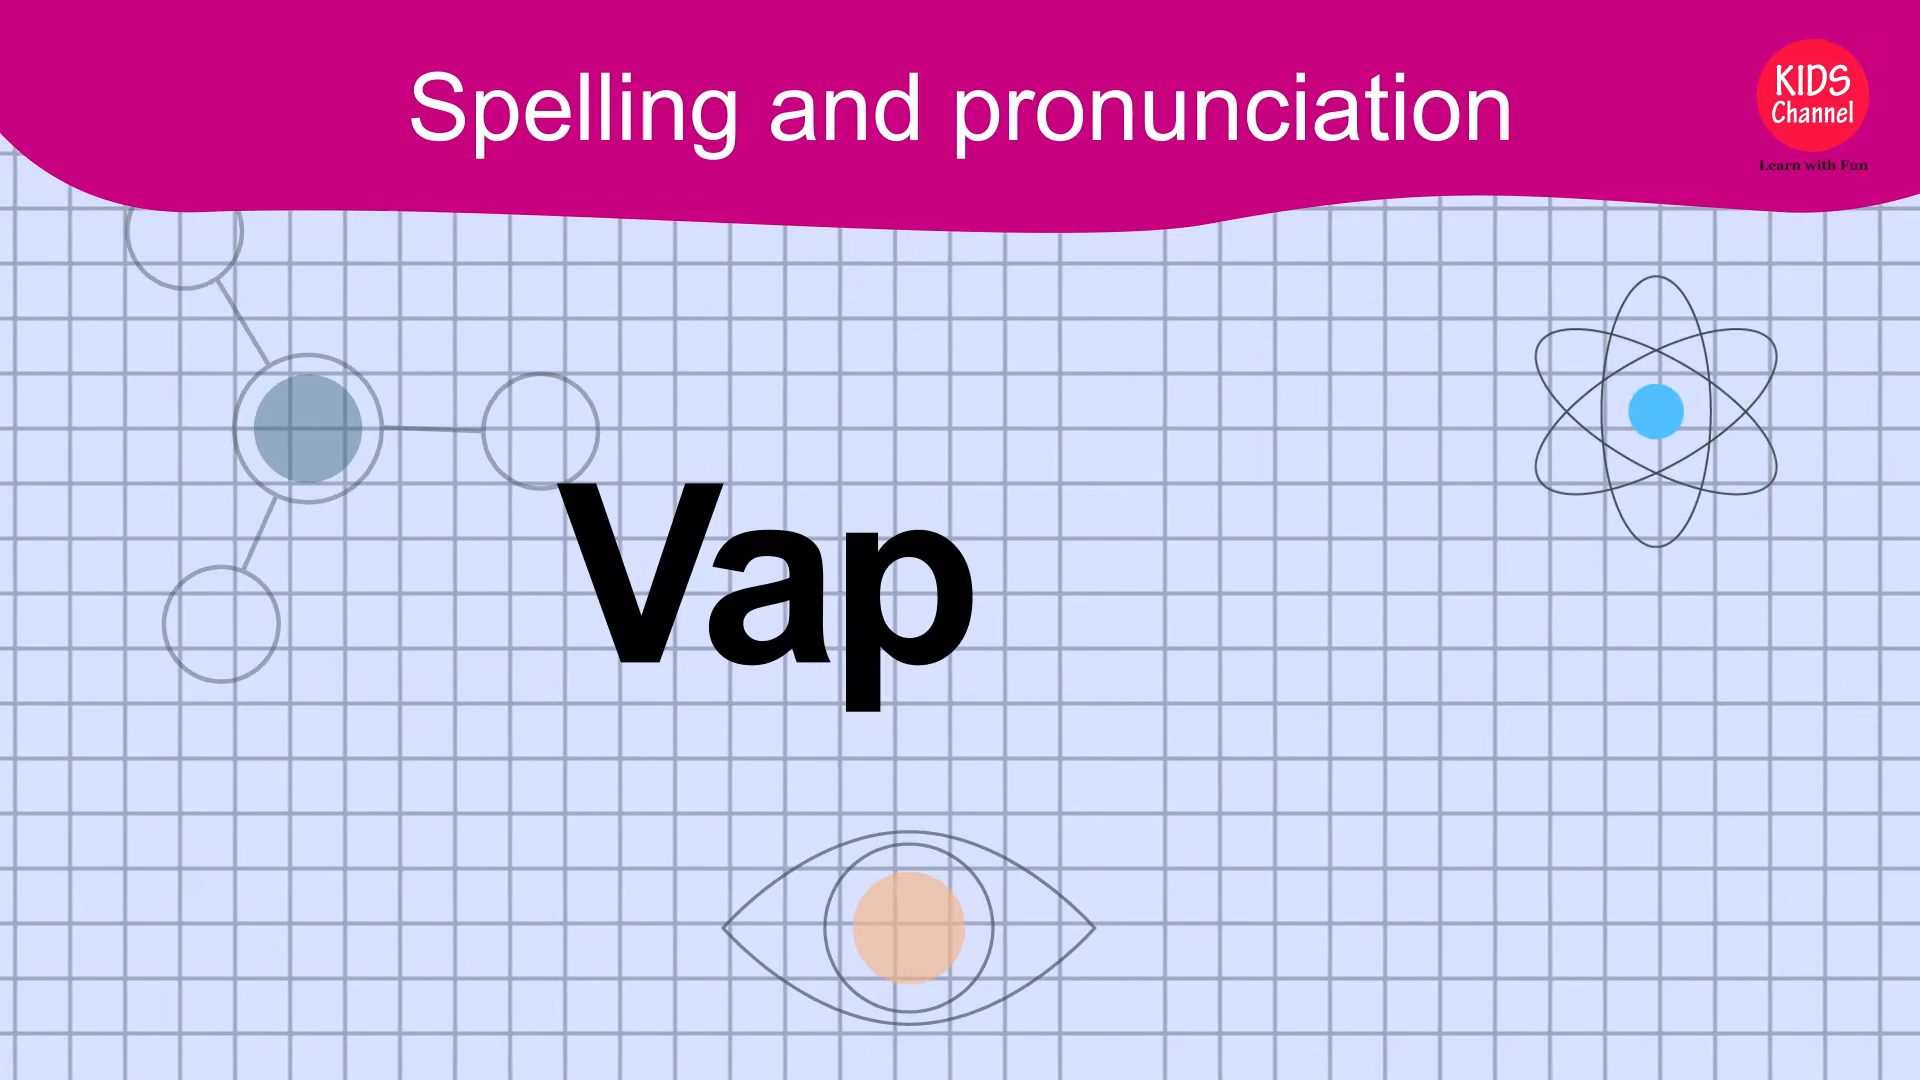 Spelling and pronunciation
KIDS
Channel
Learn with Fun
Vap